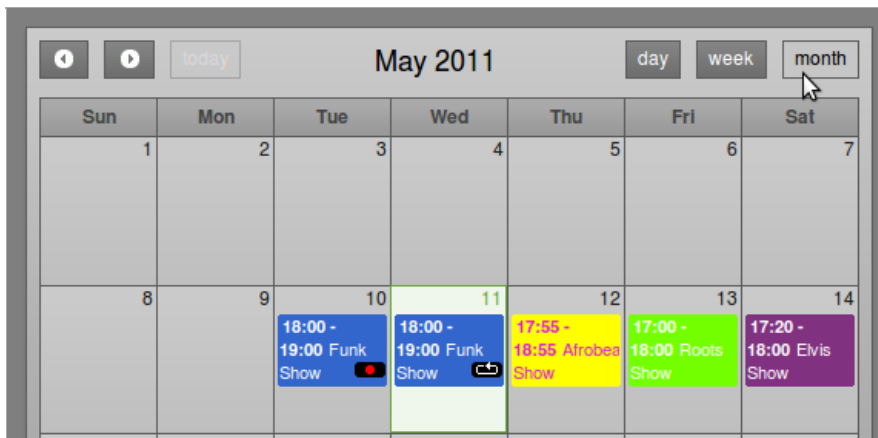 today May 2011 day week month
Sun Mon Tue Wed Thu Fri Sat
1 2 3 4 5 6 7
8 9 10 11 12 13 14
18:00 -
19:00 Funk
Show
18:00 -
19:00 Funk
Show
17:55 -
18:55 Afrobea
Show
17:00 -
18:00 Roots
Show
17:20 -
18:00 Elvis
Show